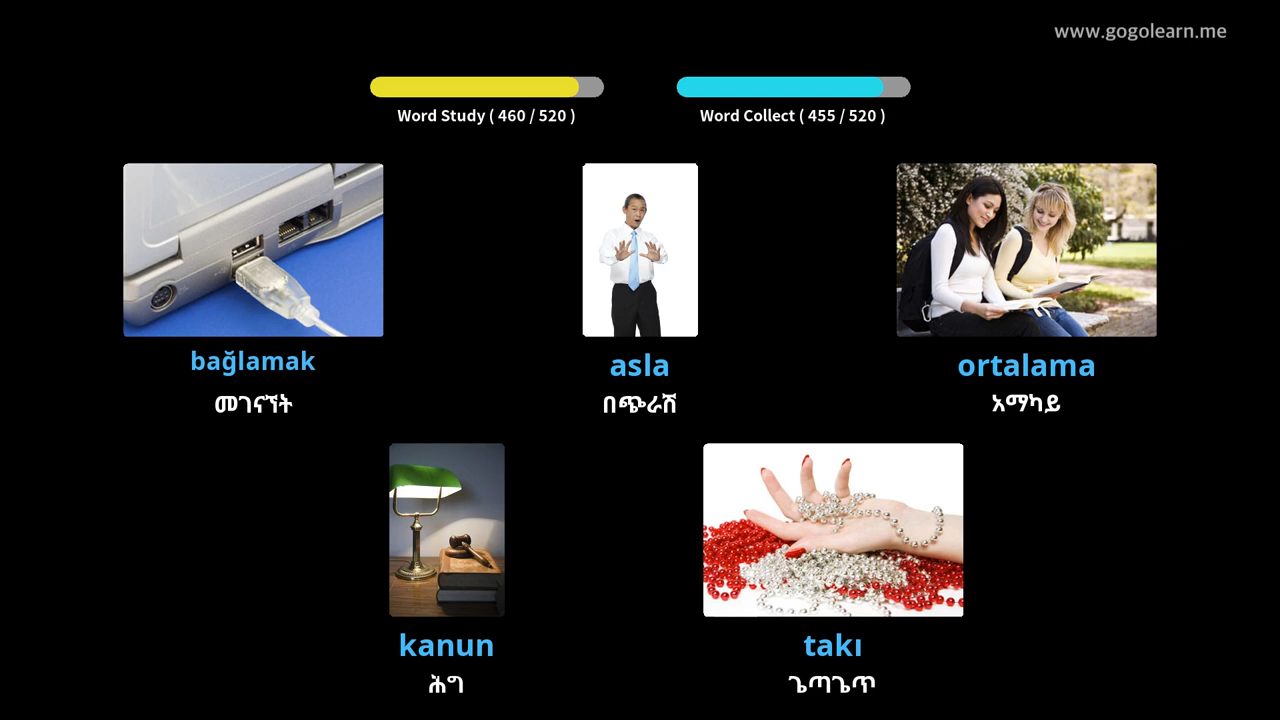 www.gogolearn.me
Word Study ( 460 / 520 )
Word Collect ( 455 / 520 )
bağlamak
መገናኘት
asla
በጭራሽ
ortalama
አማካይ
kanun
ሕግ
takı
ጌጣጌጥ